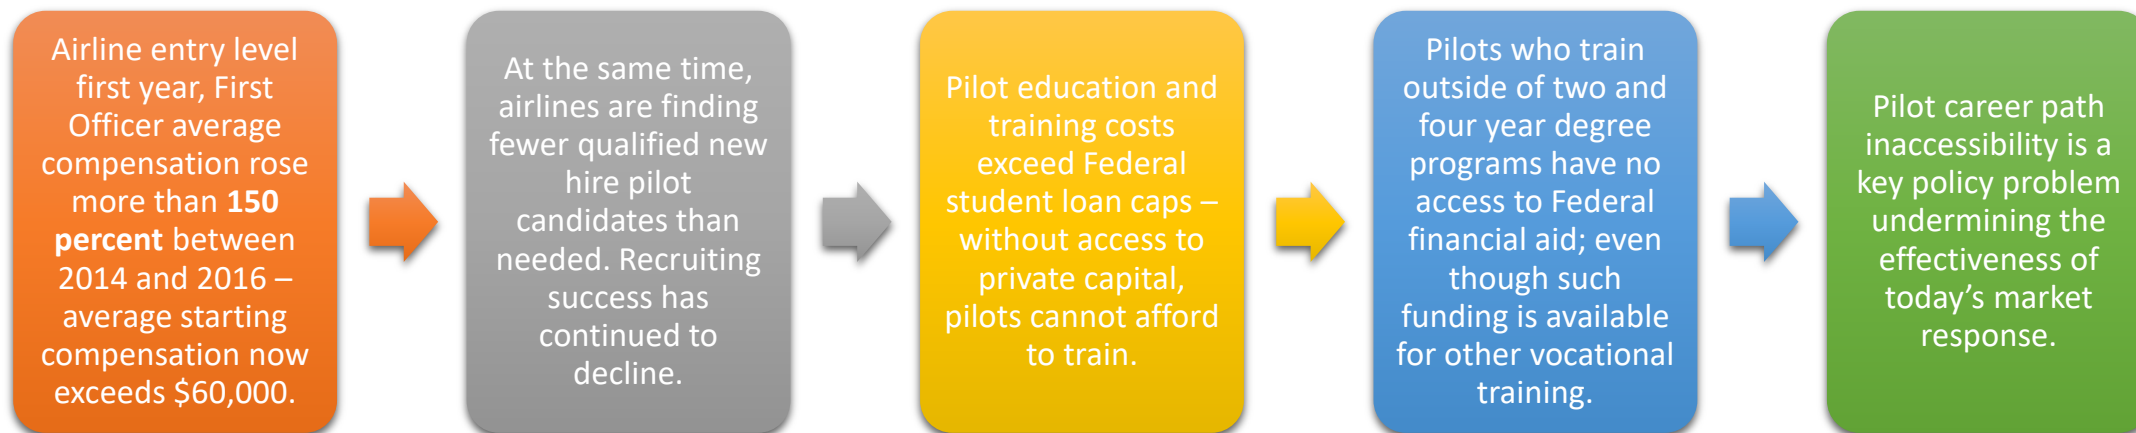 Airline entry level
first year, First
Officer average
compensation rose
more than 150
percent between
2014 and 2016 –
average starting
compensation now
exceeds $60,000.
At the same time,
airlines are finding
fewer qualified new
hire pilot
candidates than
needed. Recruiting
success has
continued to
decline.
Pilot education and
training costs
exceed Federal
student loan caps –
without access to
private capital,
pilots cannot afford
to train.
Pilots who train
outside of two and
four year degree
programs have no
access to Federal
financial aid; even
though such
funding is available
for other vocational
training.
Pilot career path
inaccessibility is a
key policy problem
undermining the
effectiveness of
today’s market
response.